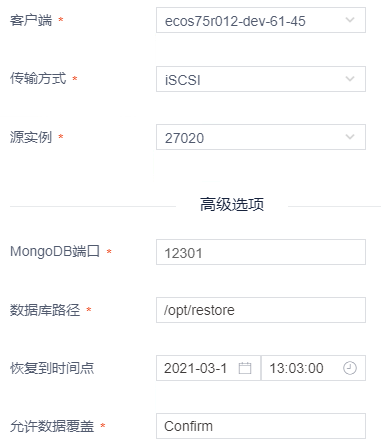 客户端 * ecos75r012-dev-61-45
传输方式 * iSCSI
源实例 * 27020
高级选项
MongoDB端口 * 12301
数据库路径 * /opt/restore
恢复到时间点 2021-03-1 13:03:00
允许数据覆盖 * Confirm